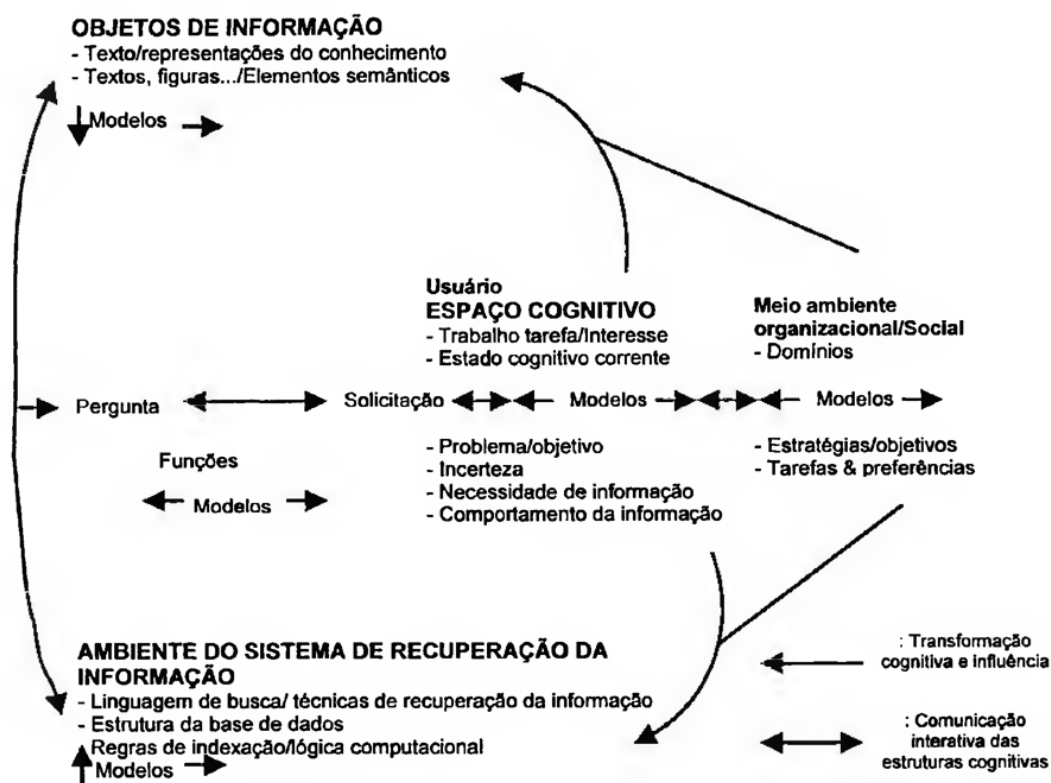 OBJETOS DE INFORMAÇÃO
- Texto/representações do conhecimento
- Textos, figuras.../Elementos semânticos
Modelos
Usuário
ESPAÇO COGNITIVO
- Trabalho tarefa/Interesse
- Estado cognitivo corrente
Meio ambiente
organizacional/Social
- Domínios
Pergunta
Solicitação
Modelos
Modelos
Funções
Modelos
- Problema/objetivo
- Incerteza
- Necessidade de informação
- Comportamento da informação
- Estratégias/objetivos
- Tarefas & preferências
AMBIENTE DO SISTEMA DE RECUPERAÇÃO DA
INFORMAÇÃO
- Linguagem de busca/ técnicas de recuperação da informação
- Estrutura da base de dados
- Regras de indexação/lógica computacional
Modelos
: Transformação
cognitiva e influência
: Comunicação
interativa das
estruturas cognitivas